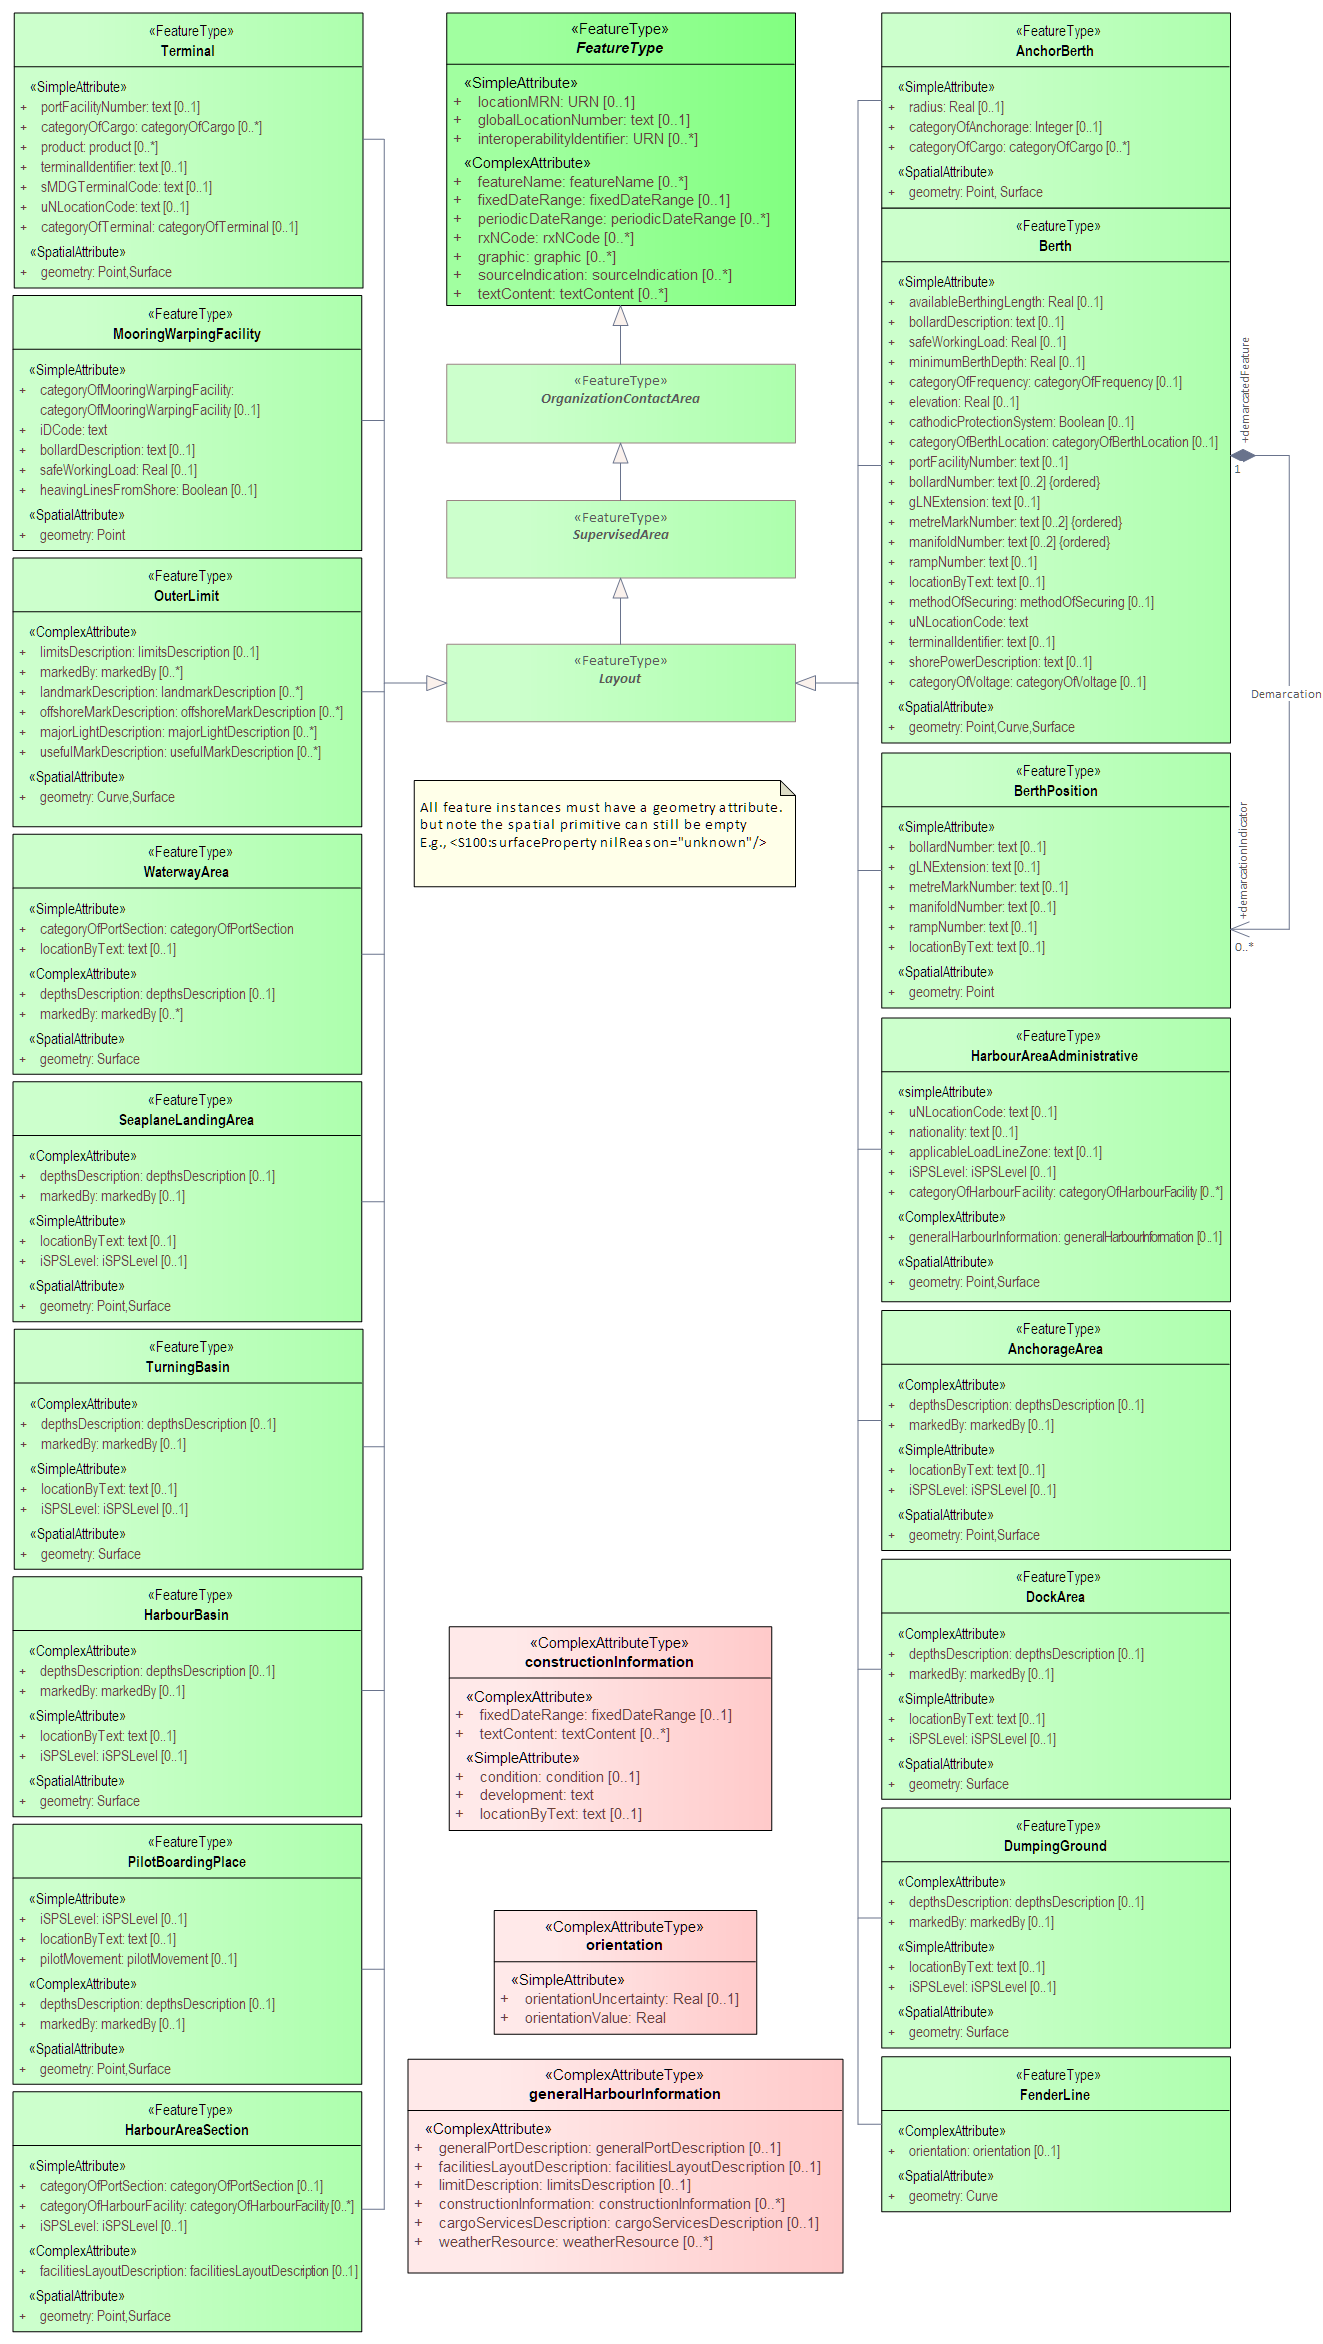 «FeatureType»
Terminal
«SimpleAttribute»
+ portFacilityNumber: text [0..1]
+ categoryOfCargo: categoryOfCargo [0..*]
+ product: product [0..*]
+ terminalIdentifier: text [0..1]
+ sMDGTerminalCode: text [0..1]
+ uNLocationCode: text [0..1]
+ categoryOfTerminal: categoryOfTerminal [0..1]
«SpatialAttribute»
+ geometry: Point,Surface
«FeatureType»
MooringWarpingFacility
«SimpleAttribute»
+ categoryOfMooringWarpingFacility:
categoryOfMooringWarpingFacility [0..1]
+ iDCode: text
+ bollardDescription: text [0..1]
+ safeWorkingLoad: Real [0..1]
+ heavingLinesFromShore: Boolean [0..1]
«SpatialAttribute»
+ geometry: Point
«FeatureType»
OuterLimit
«ComplexAttribute»
+ limitsDescription: limitsDescription [0..1]
+ markedBy: markedBy [0..*]
+ landmarkDescription: landmarkDescription [0..*]
+ offshoreMarkDescription: offshoreMarkDescription [0..*]
+ majorLightDescription: majorLightDescription [0..*]
+ usefulMarkDescription: usefulMarkDescription [0..*]
«SpatialAttribute»
+ geometry: Curve,Surface
«FeatureType»
WaterwayArea
«SimpleAttribute»
+ categoryOfPortSection: categoryOfPortSection
+ locationByText: text [0..1]
«ComplexAttribute»
+ depthsDescription: depthsDescription [0..1]
+ markedBy: markedBy [0..*]
«SpatialAttribute»
+ geometry: Surface
«FeatureType»
SeaplaneLandingArea
«ComplexAttribute»
+ depthsDescription: depthsDescription [0..1]
+ markedBy: markedBy [0..1]
«SimpleAttribute»
+ locationByText: text [0..1]
+ iSPSLevel: iSPSLevel [0..1]
«SpatialAttribute»
+ geometry: Point,Surface
«FeatureType»
TurningBasin
«ComplexAttribute»
+ depthsDescription: depthsDescription [0..1]
+ markedBy: markedBy [0..1]
«SimpleAttribute»
+ locationByText: text [0..1]
+ iSPSLevel: iSPSLevel [0..1]
«SpatialAttribute»
+ geometry: Surface
«FeatureType»
HarbourBasin
«ComplexAttribute»
+ depthsDescription: depthsDescription [0..1]
+ markedBy: markedBy [0..1]
«SimpleAttribute»
+ locationByText: text [0..1]
+ iSPSLevel: iSPSLevel [0..1]
«SpatialAttribute»
+ geometry: Surface
«FeatureType»
PilotBoardingPlace
«SimpleAttribute»
+ iSPSLevel: iSPSLevel [0..1]
+ locationByText: text [0..1]
+ pilotMovement: pilotMovement [0..1]
«ComplexAttribute»
+ depthsDescription: depthsDescription [0..1]
+ markedBy: markedBy [0..1]
«SpatialAttribute»
+ geometry: Point,Surface
«FeatureType»
HarbourAreaSection
«SimpleAttribute»
+ categoryOfPortSection: categoryOfPortSection [0..1]
+ categoryOfHarbourFacility: categoryOfHarbourFacility [0..*]
+ iSPSLevel: iSPSLevel [0..1]
«ComplexAttribute»
+ facilitiesLayoutDescription: facilitiesLayoutDescription [0..1]
«SpatialAttribute»
+ geometry: Point,Surface
«FeatureType»
FeatureType
«SimpleAttribute»
+ locationMRN: URN [0..1]
+ globalLocationNumber: text [0..1]
+ interoperabilityIdentifier: URN [0..*]
«ComplexAttribute»
+ featureName: featureName [0..*]
+ fixedDateRange: fixedDateRange [0..1]
+ periodicDateRange: periodicDateRange [0..*]
+ rxNCode: rxNCode [0..*]
+ graphic: graphic [0..*]
+ sourceIndication: sourceIndication [0..*]
+ textContent: textContent [0..*]
«FeatureType»
OrganizationContactArea
«FeatureType»
SupervisedArea
«FeatureType»
Layout
All feature instances must have a geometry attribute.
but note the spatial primitive can still be empty
E.g., <S100:surfaceProperty nilReason="unknown"/>
«ComplexAttributeType»
constructionInformation
«ComplexAttribute»
+ fixedDateRange: fixedDateRange [0..1]
+ textContent: textContent [0..*]
«SimpleAttribute»
+ condition: condition [0..1]
+ development: text
+ locationByText: text [0..1]
«ComplexAttributeType»
orientation
«SimpleAttribute»
+ orientationUncertainty: Real [0..1]
+ orientationValue: Real
«ComplexAttributeType»
generalHarbourInformation
«ComplexAttribute»
+ generalPortDescription: generalPortDescription [0..1]
+ facilitiesLayoutDescription: facilitiesLayoutDescription [0..1]
+ limitDescription: limitsDescription [0..1]
+ constructionInformation: constructionInformation [0..*]
+ cargoServicesDescription: cargoServicesDescription [0..1]
+ weatherResource: weatherResource [0..*]
«FeatureType»
AnchorBerth
«SimpleAttribute»
+ radius: Real [0..1]
+ categoryOfAnchorage: Integer [0..1]
+ categoryOfCargo: categoryOfCargo [0..*]
«SpatialAttribute»
+ geometry: Point, Surface
«FeatureType»
Berth
«SimpleAttribute»
+ availableBerthingLength: Real [0..1]
+ bollardDescription: text [0..1]
+ safeWorkingLoad: Real [0..1]
+ minimumBerthDepth: Real [0..1]
+ categoryOfFrequency: categoryOfFrequency [0..1]
+ elevation: Real [0..1]
+ cathodicProtectionSystem: Boolean [0..1]
+ categoryOfBerthLocation: categoryOfBerthLocation [0..1]
+ portFacilityNumber: text [0..1]
+ bollardNumber: text [0..2] {ordered}
+ gLNExtension: text [0..1]
+ metreMarkNumber: text [0..2] {ordered}
+ manifoldNumber: text [0..2] {ordered}
+ rampNumber: text [0..1]
+ locationByText: text [0..1]
+ methodOfSecuring: methodOfSecuring [0..1]
+ uNLocationCode: text
+ terminalIdentifier: text [0..1]
+ shorePowerDescription: text [0..1]
+ categoryOfVoltage: categoryOfVoltage [0..1]
«SpatialAttribute»
+ geometry: Point,Curve,Surface
+demarcatedFeature
1
Demarcation
+demarcationIndicator
0..*
«FeatureType»
BerthPosition
«SimpleAttribute»
+ bollardNumber: text [0..1]
+ gLNExtension: text [0..1]
+ metreMarkNumber: text [0..1]
+ manifoldNumber: text [0..1]
+ rampNumber: text [0..1]
+ locationByText: text [0..1]
«SpatialAttribute»
+ geometry: Point
«FeatureType»
HarbourAreaAdministrative
«simpleAttribute»
+ uNLocationCode: text [0..1]
+ nationality: text [0..1]
+ applicableLoadLineZone: text [0..1]
+ iSPSLevel: iSPSLevel [0..1]
+ categoryOfHarbourFacility: categoryOfHarbourFacility [0..*]
«ComplexAttribute»
+ generalHarbourInformation: generalHarbourInformation [0..1]
«SpatialAttribute»
+ geometry: Point,Surface
«FeatureType»
AnchorageArea
«ComplexAttribute»
+ depthsDescription: depthsDescription [0..1]
+ markedBy: markedBy [0..1]
«SimpleAttribute»
+ locationByText: text [0..1]
+ iSPSLevel: iSPSLevel [0..1]
«SpatialAttribute»
+ geometry: Point,Surface
«FeatureType»
DockArea
«ComplexAttribute»
+ depthsDescription: depthsDescription [0..1]
+ markedBy: markedBy [0..1]
«SimpleAttribute»
+ locationByText: text [0..1]
+ iSPSLevel: iSPSLevel [0..1]
«SpatialAttribute»
+ geometry: Surface
«FeatureType»
DumpingGround
«ComplexAttribute»
+ depthsDescription: depthsDescription [0..1]
+ markedBy: markedBy [0..1]
«SimpleAttribute»
+ locationByText: text [0..1]
+ iSPSLevel: iSPSLevel [0..1]
«SpatialAttribute»
+ geometry: Surface
«FeatureType»
FenderLine
«ComplexAttribute»
+ orientation: orientation [0..1]
«SpatialAttribute»
+ geometry: Curve